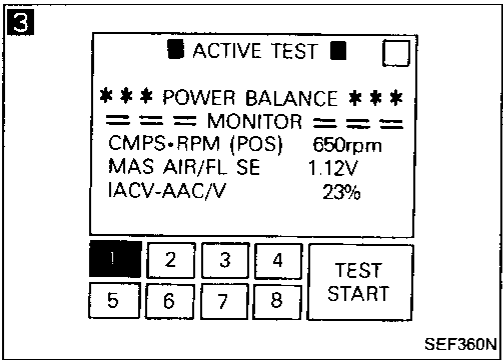 3
■ ACTIVE TEST ■
* * * POWER BALANCE * * *
= = = MONITOR = = =
CMPS•RPM (POS) 650rpm
MAS AIR/FL SE 1.12V
IACV-AAC/V 23%
1 2 3 4
5 6 7 8
TEST
START
SEF360N